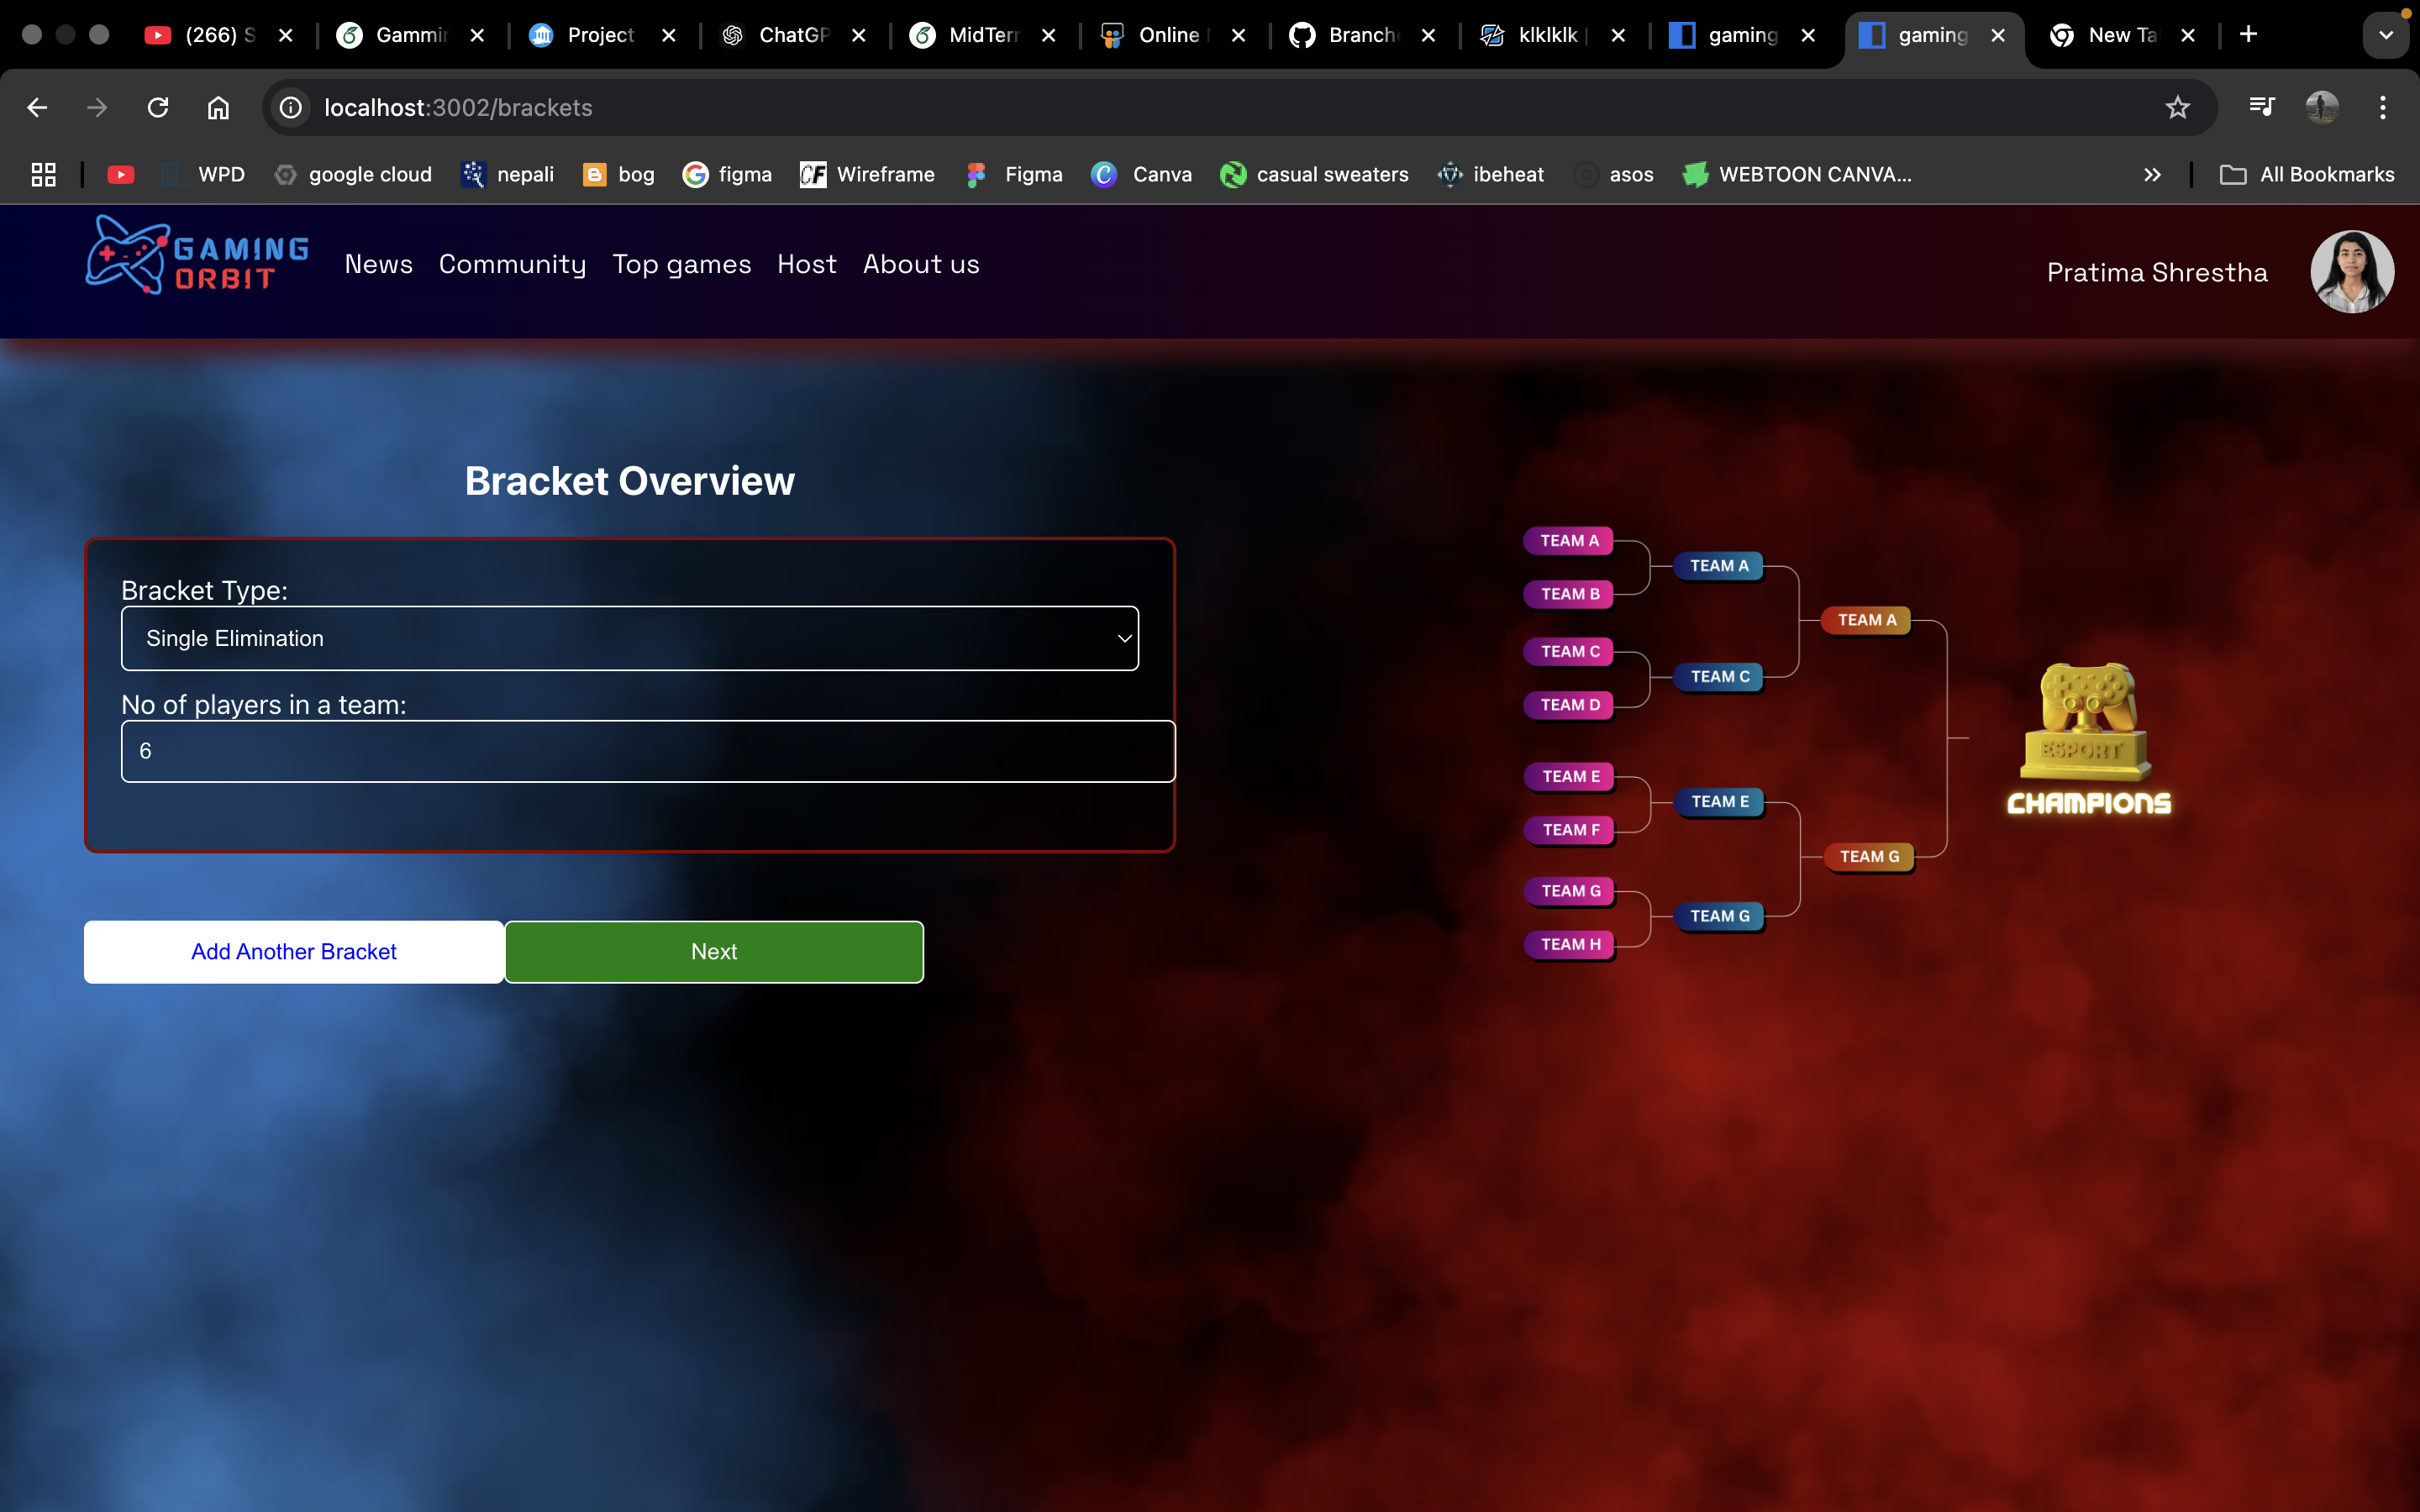 (266) S
Gammin
Project
ChatGP
MidTerm
Online
Branche
klklklk
gaming
gaming
New Ta
localhost:3002/brackets
WPD
google cloud
nepali
bog
figma
Wireframe
Figma
Canva
casual sweaters
ibeheat
asos
WEBTOON CANVA...
All Bookmarks
GAMING
ORBIT
News
Community
Top games
Host
About us
Pratima Shrestha
Bracket Overview
Bracket Type:
Single Elimination
No of players in a team:
6
Add Another Bracket
Next
TEAM A
TEAM B
TEAM C
TEAM D
TEAM E
TEAM F
TEAM G
TEAM H
TEAM A
TEAM C
TEAM E
TEAM G
TEAM A
TEAM G
ESPORT
CHAMPIONS